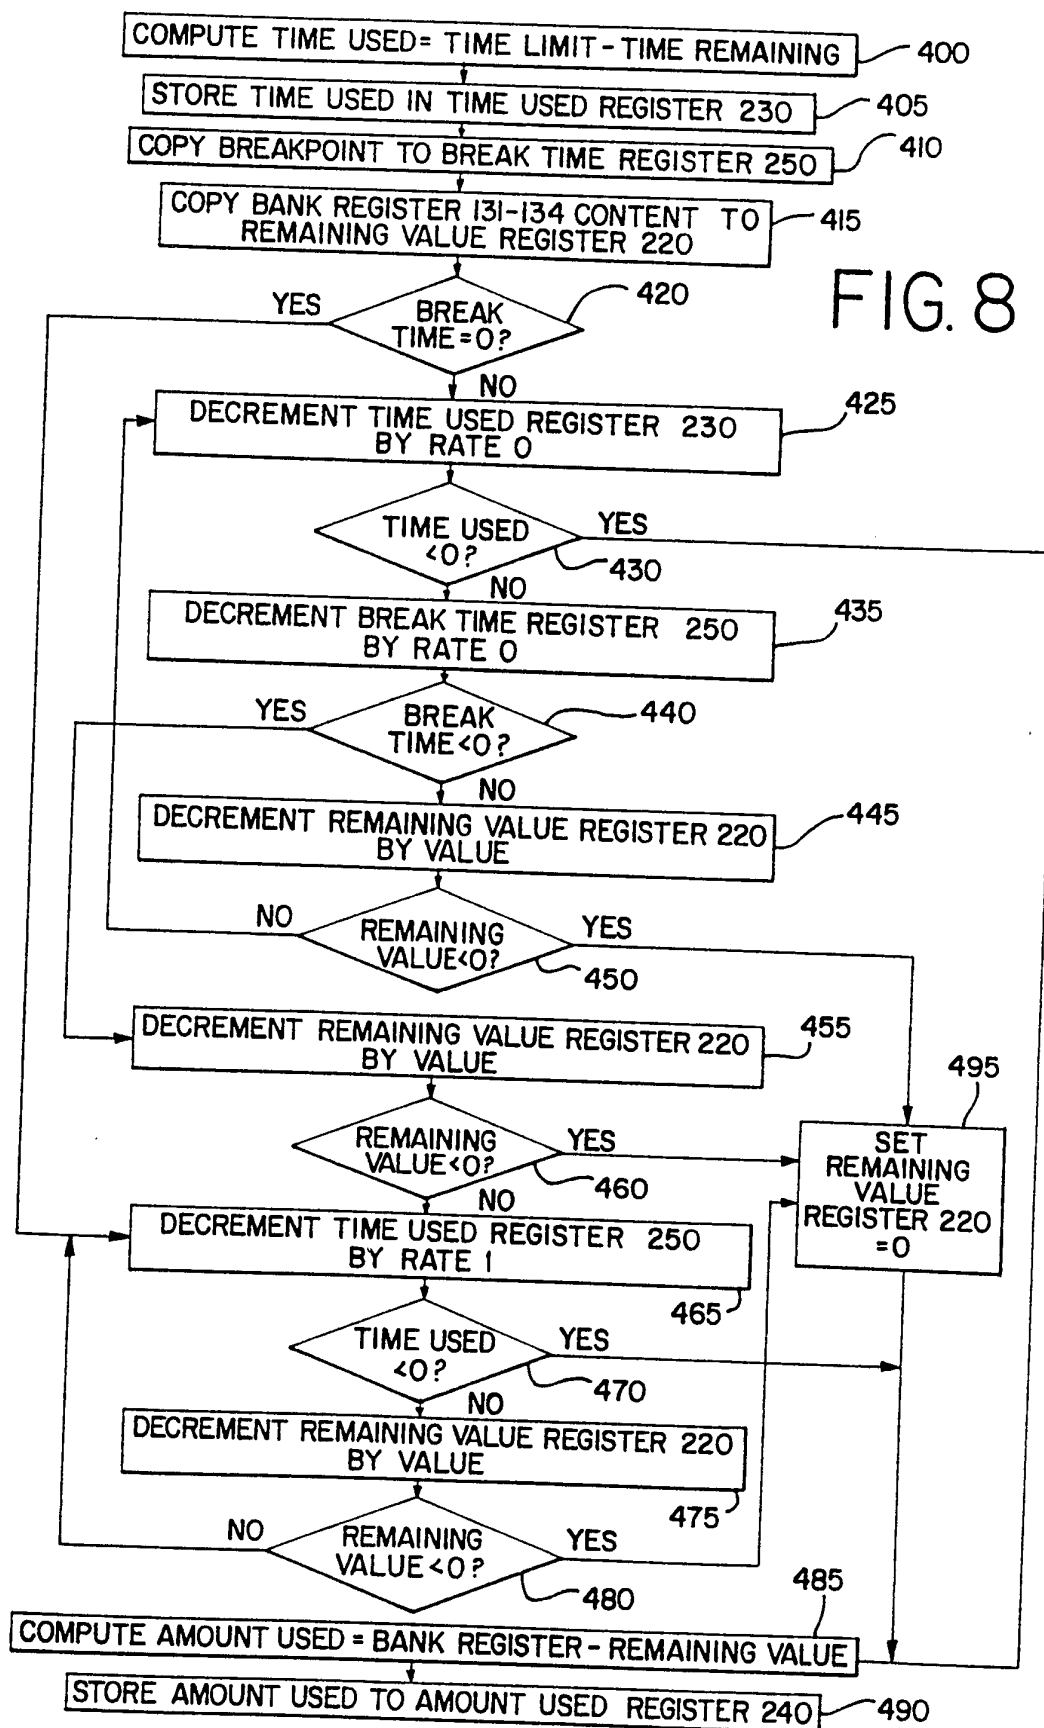 COMPUTE TIME USED= TIME LIMIT-TIME REMAINING
400
STORE TIME USED IN TIME USED REGISTER 230
405
COPY BREAKPOINT TO BREAK TIME REGISTER 250
410
COPY BANK REGISTER 131-134 CONTENT TO
REMAINING VALUE REGISTER 220
415
FIG. 8
YES
BREAK
TIME=0?
420
NO
DECREMENT TIME USED REGISTER 230
BY RATE 0
425
TIME USED
<0?
YES
430
NO
DECREMENT BREAK TIME REGISTER 250
BY RATE 0
435
YES
BREAK
TIME<0?
440
NO
DECREMENT REMAINING VALUE REGISTER 220
BY VALUE
445
NO
REMAINING
VALUE<0?
YES
450
DECREMENT REMAINING VALUE REGISTER 220
BY VALUE
455
REMAINING
VALUE<0?
YES
460
NO
495
SET
REMAINING
VALUE
REGISTER 220
=0
DECREMENT TIME USED REGISTER 250
BY RATE 1
465
TIME USED
<0?
YES
470
NO
DECREMENT REMAINING VALUE REGISTER 220
BY VALUE
475
NO
REMAINING
VALUE<0?
YES
480
485
COMPUTE AMOUNT USED=BANK REGISTER-REMAINING VALUE
STORE AMOUNT USED TO AMOUNT USED REGISTER 240
490